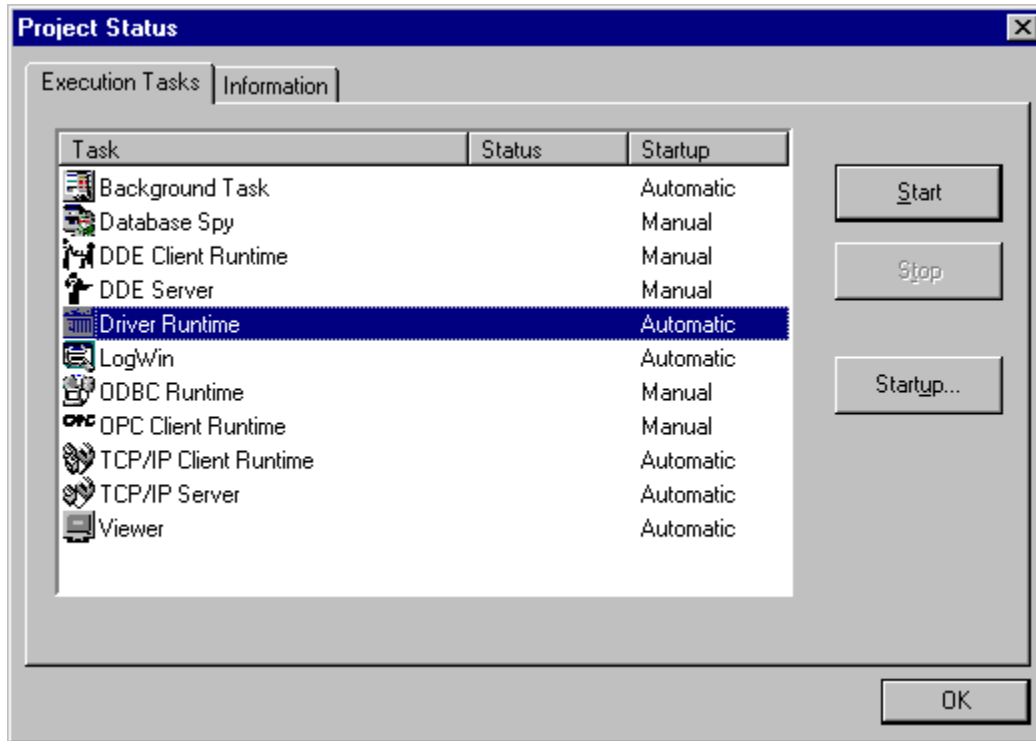 Project Status
Execution Tasks Information
Task Status Startup
Background Task Automatic
Database Spy Manual
DDE Client Runtime Manual
DDE Server Manual
Driver Runtime Automatic
LogWin Automatic
ODBC Runtime Manual
OPC OPC Client Runtime Manual
TCP/IP Client Runtime Automatic
TCP/IP Server Automatic
Viewer Automatic
Start
Stop
Startup...
OK